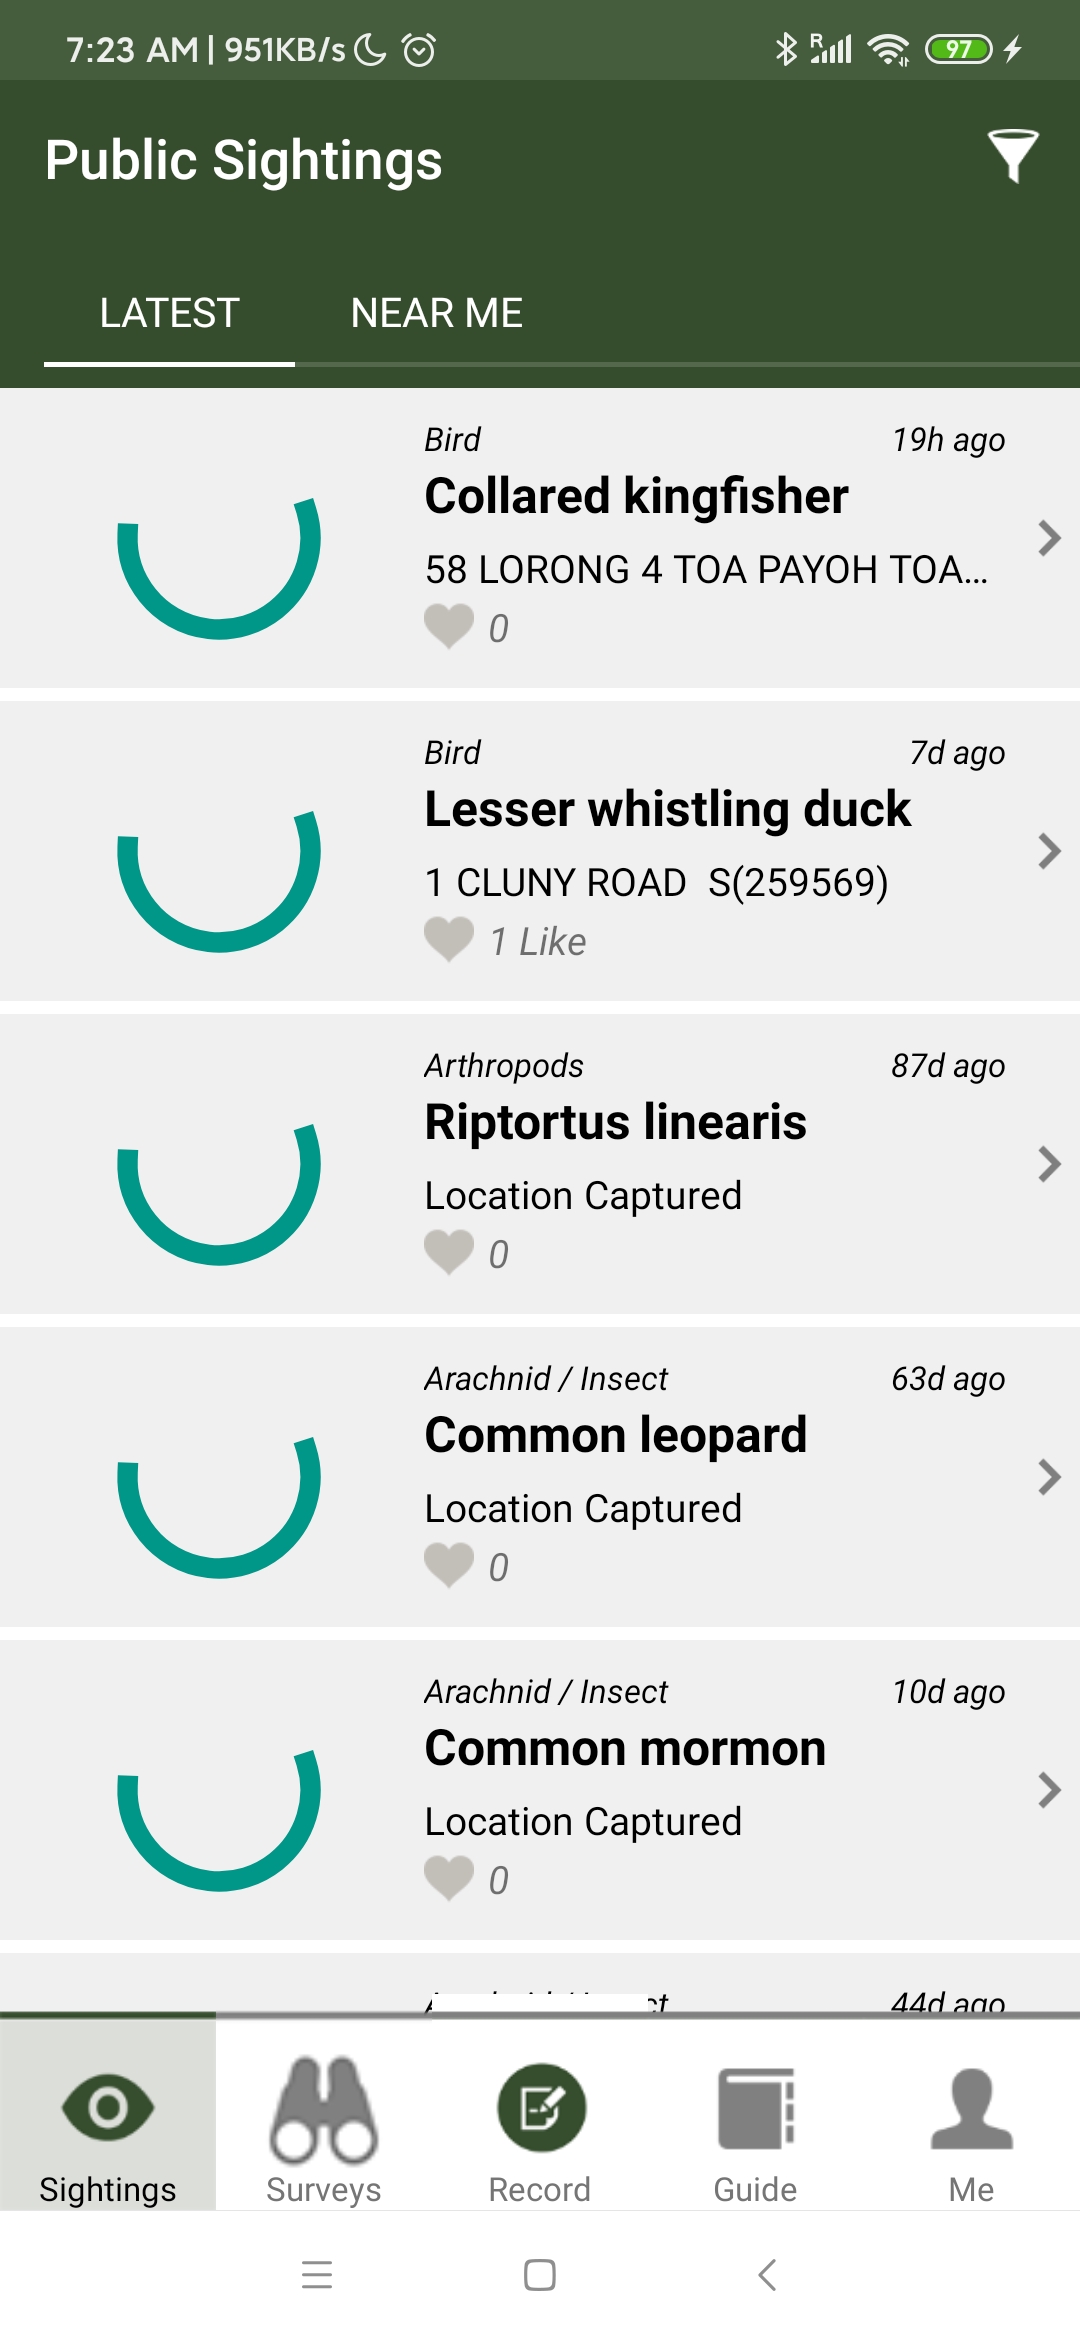 7:23 AM | 951KB/s
R
97
Public Sightings
LATEST
NEAR ME
Bird
19h ago
Collared kingfisher
58 LORONG 4 TOA PAYOH TOA...
0
Bird
7d ago
Lesser whistling duck
1 CLUNY ROAD  S(259569)
1 Like
Arthropods
87d ago
Riptortus linearis
Location Captured
0
Arachnid / Insect
63d ago
Common leopard
Location Captured
0
Arachnid / Insect
10d ago
Common mormon
Location Captured
0
44d ago
Sightings
Surveys
Record
Guide
Me